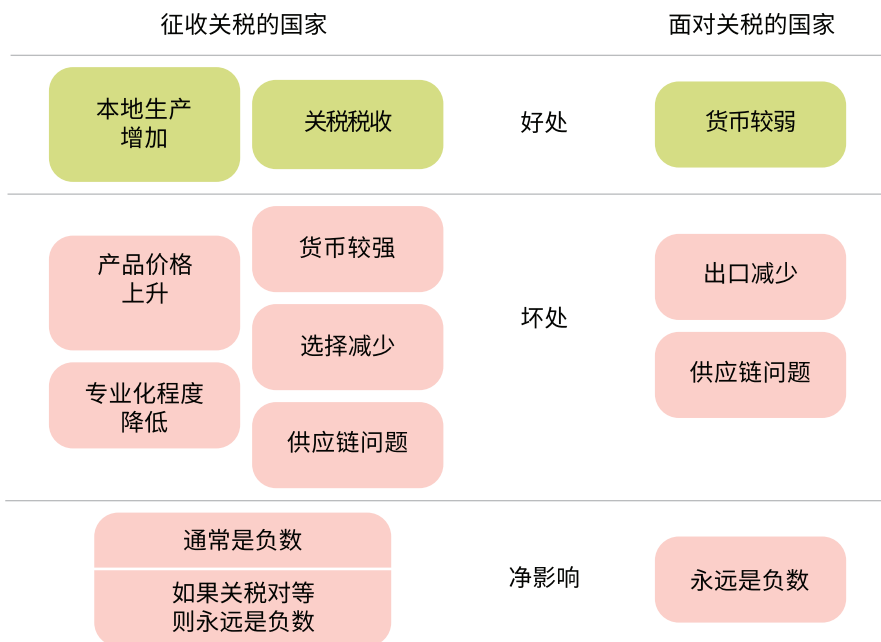 征收关税的国家
面对关税的国家
本地生产
增加
关税税收
好处
货币较弱
产品价格
上升
专业化程度
降低
货币较强
选择减少
供应链问题
坏处
出口减少
供应链问题
通常是负数
如果关税对等
则永远是负数
净影响
永远是负数